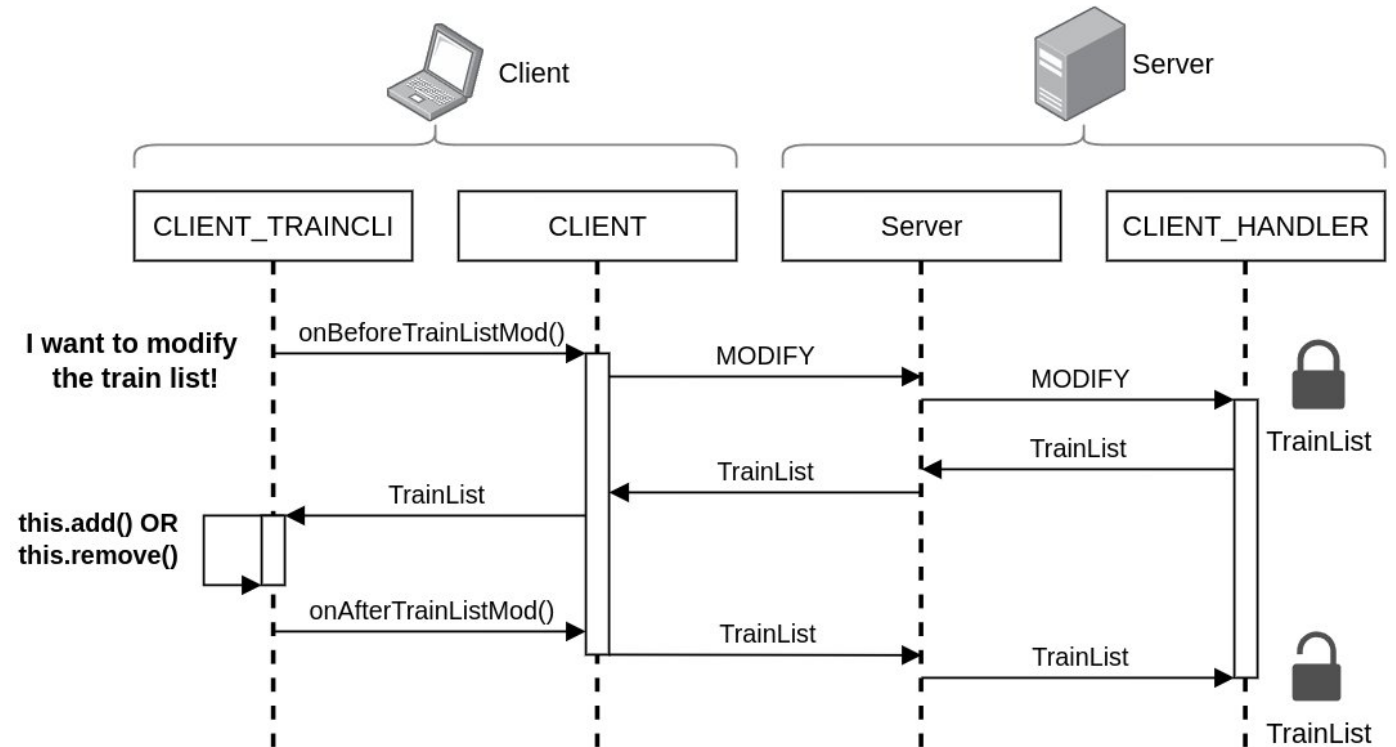 Client
Server
CLIENT_TRAINCLI
CLIENT
Server
CLIENT_HANDLER
I want to modify
the train list!
onBeforeTrainListMod()
MODIFY
MODIFY
TrainList
TrainList
TrainList
TrainList
this.add() OR
this.remove()
onAfterTrainListMod()
TrainList
TrainList
TrainList